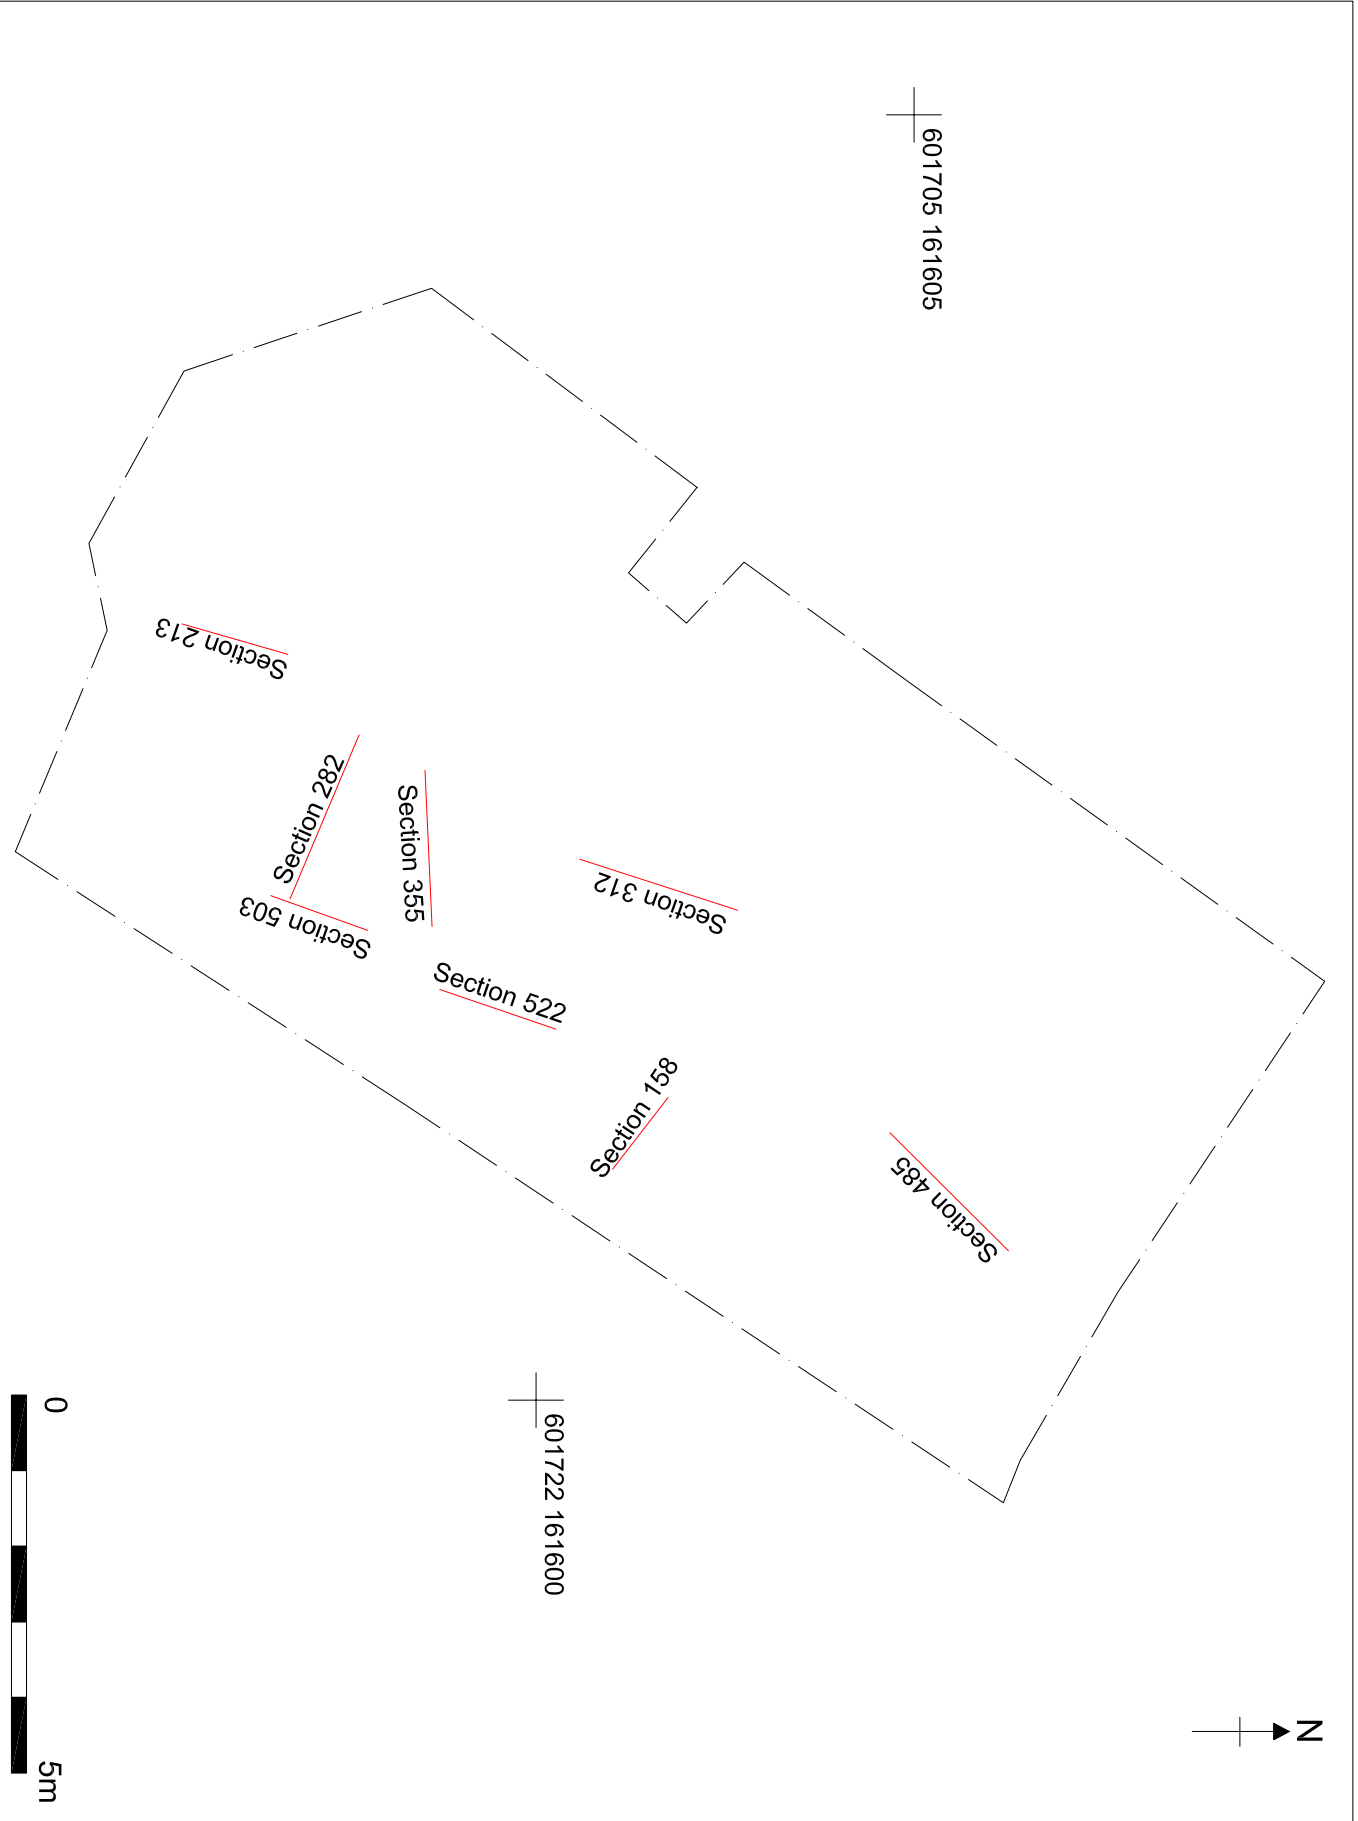 N
601705 161605
Section 485
Section 312
Section 158
601722 161600
Section 522
Section 355
Section 282
Section 503
Section 213
0
5m